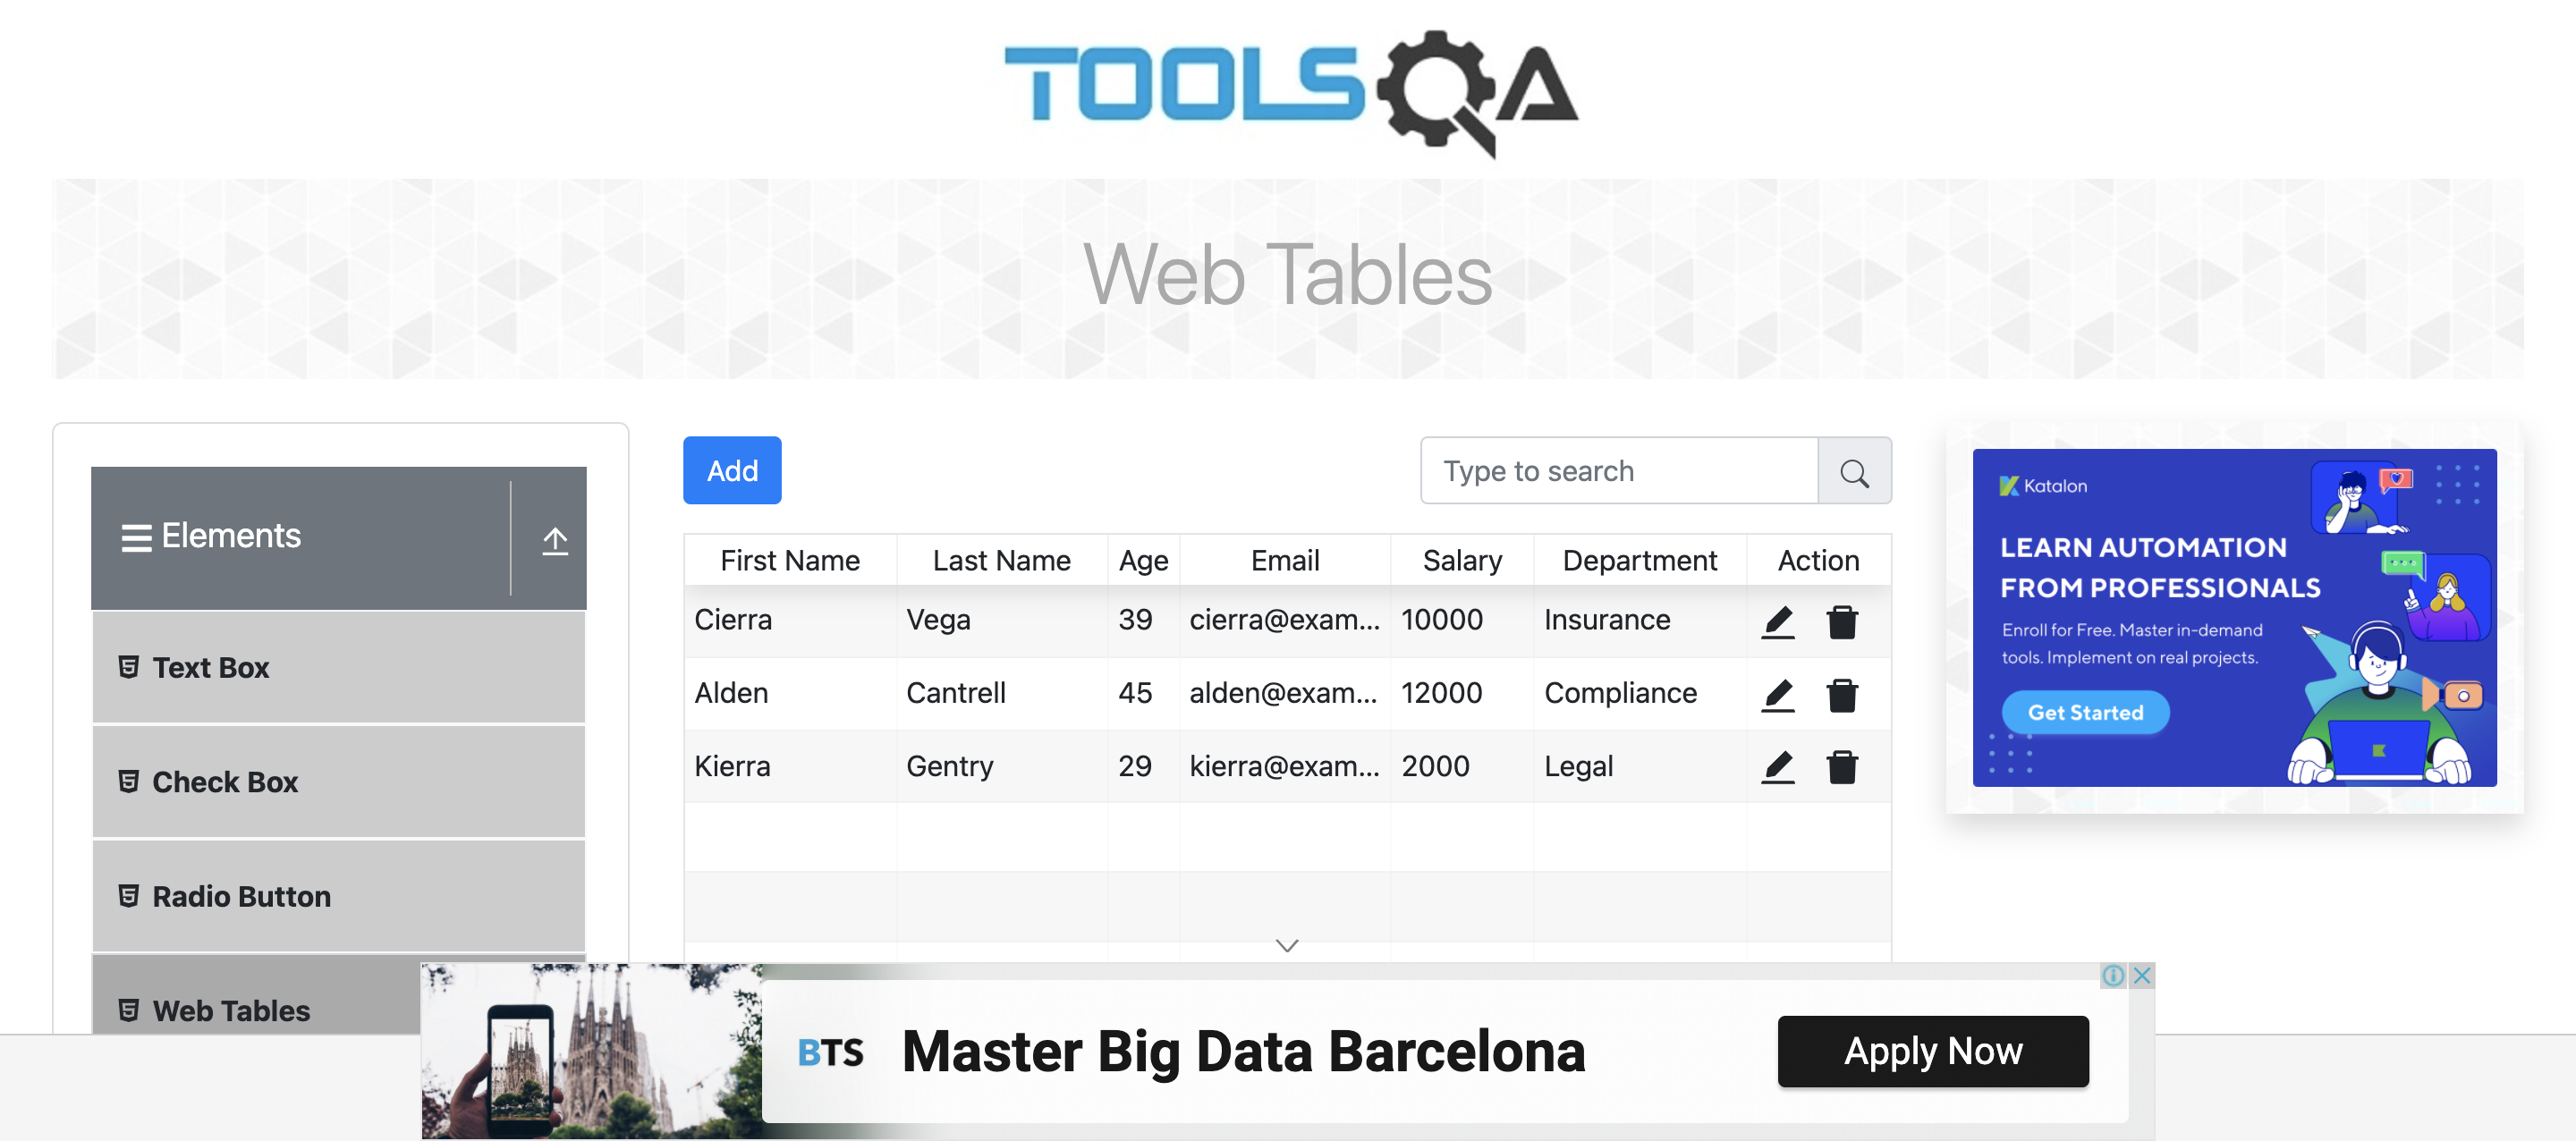 TOOLSQA
Web Tables
Elements
Text Box
Check Box
Radio Button
Web Tables
Add
Type to search
First Name Last Name Age Email Salary Department Action
Cierra Vega 39 cierra@exam... 10000 Insurance
Alden Cantrell 45 alden@exam... 12000 Compliance
Kierra Gentry 29 kierra@exam... 2000 Legal
Katalon
LEARN AUTOMATION
FROM PROFESSIONALS
Enroll for Free. Master in-demand
tools. Implement on real projects.
Get Started
BTS Master Big Data Barcelona Apply Now